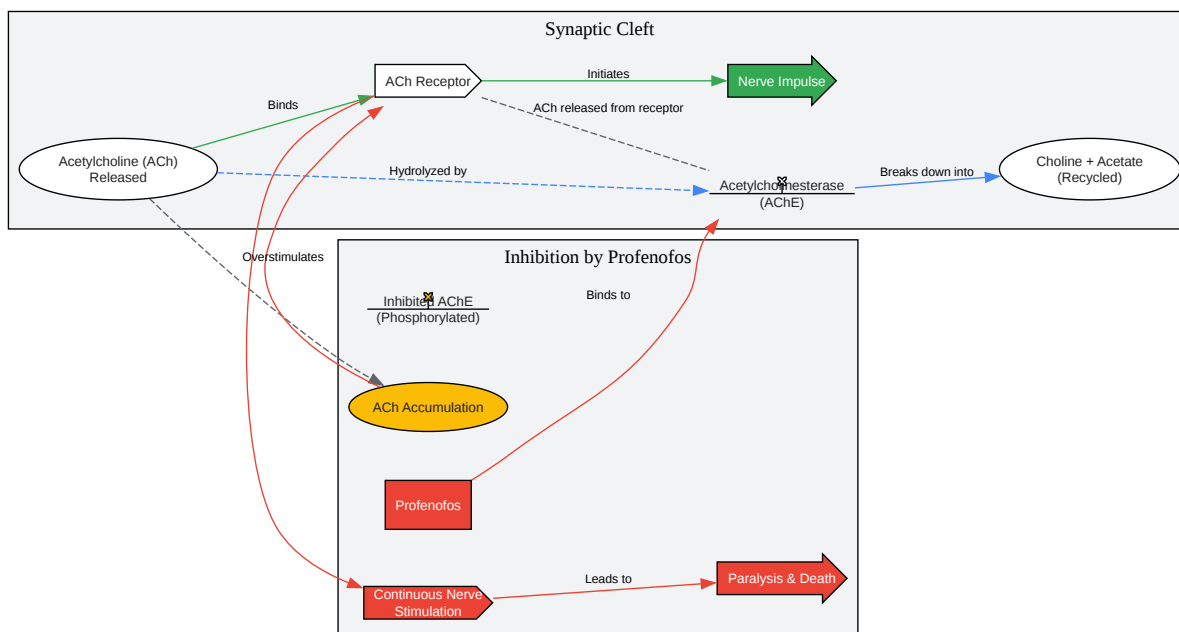 Synaptic Cleft
ACh Receptor
Initiates
Nerve Impulse
Binds
ACh released from receptor
Acetylcholine (ACh)
Released
Hydrolyzed by
Acetylcholinesterase
(AChE)
Breaks down into
Choline + Acetate
(Recycled)
Overstimulates
Inhibition by Profenofos
Binds to
Inhibited AChE
(Phosphorylated)
ACh Accumulation
Profenofos
Continuous Nerve
Stimulation
Leads to
Paralysis & Death